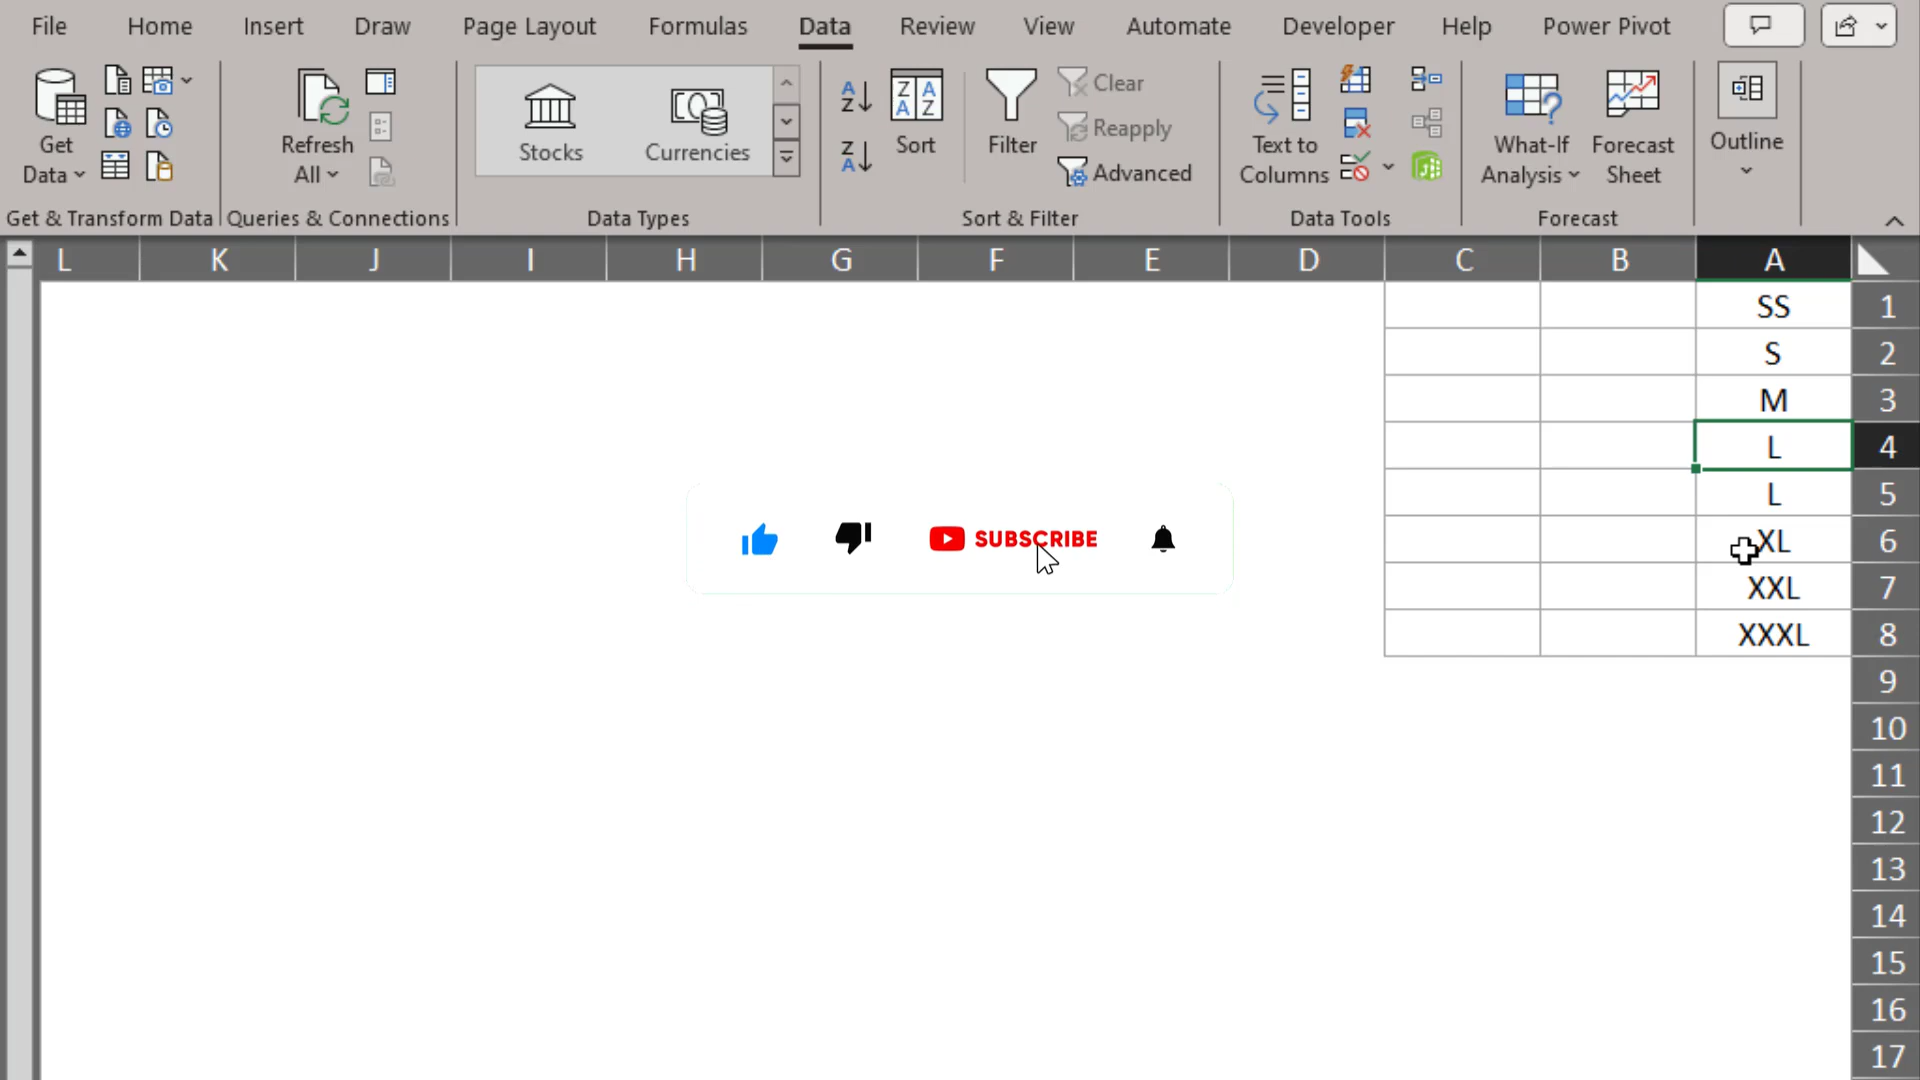 File Home Insert Draw Page Layout Formulas Data Review View Automate Developer Help Power Pivot
Get Data
Refresh All
Stocks
Currencies
Sort
Filter
Clear
Reapply
Advanced
Text to Columns
What-If Analysis
Forecast Sheet
Outline
Get & Transform Data
Queries & Connections
Data Types
Sort & Filter
Data Tools
Forecast
L K J I H G F E D C B A
SS 1
S 2
M 3
L 4
L 5
XL 6
XXL 7
XXXL 8
9
10
11
12
13
14
15
16
17
SUBSCRIBE